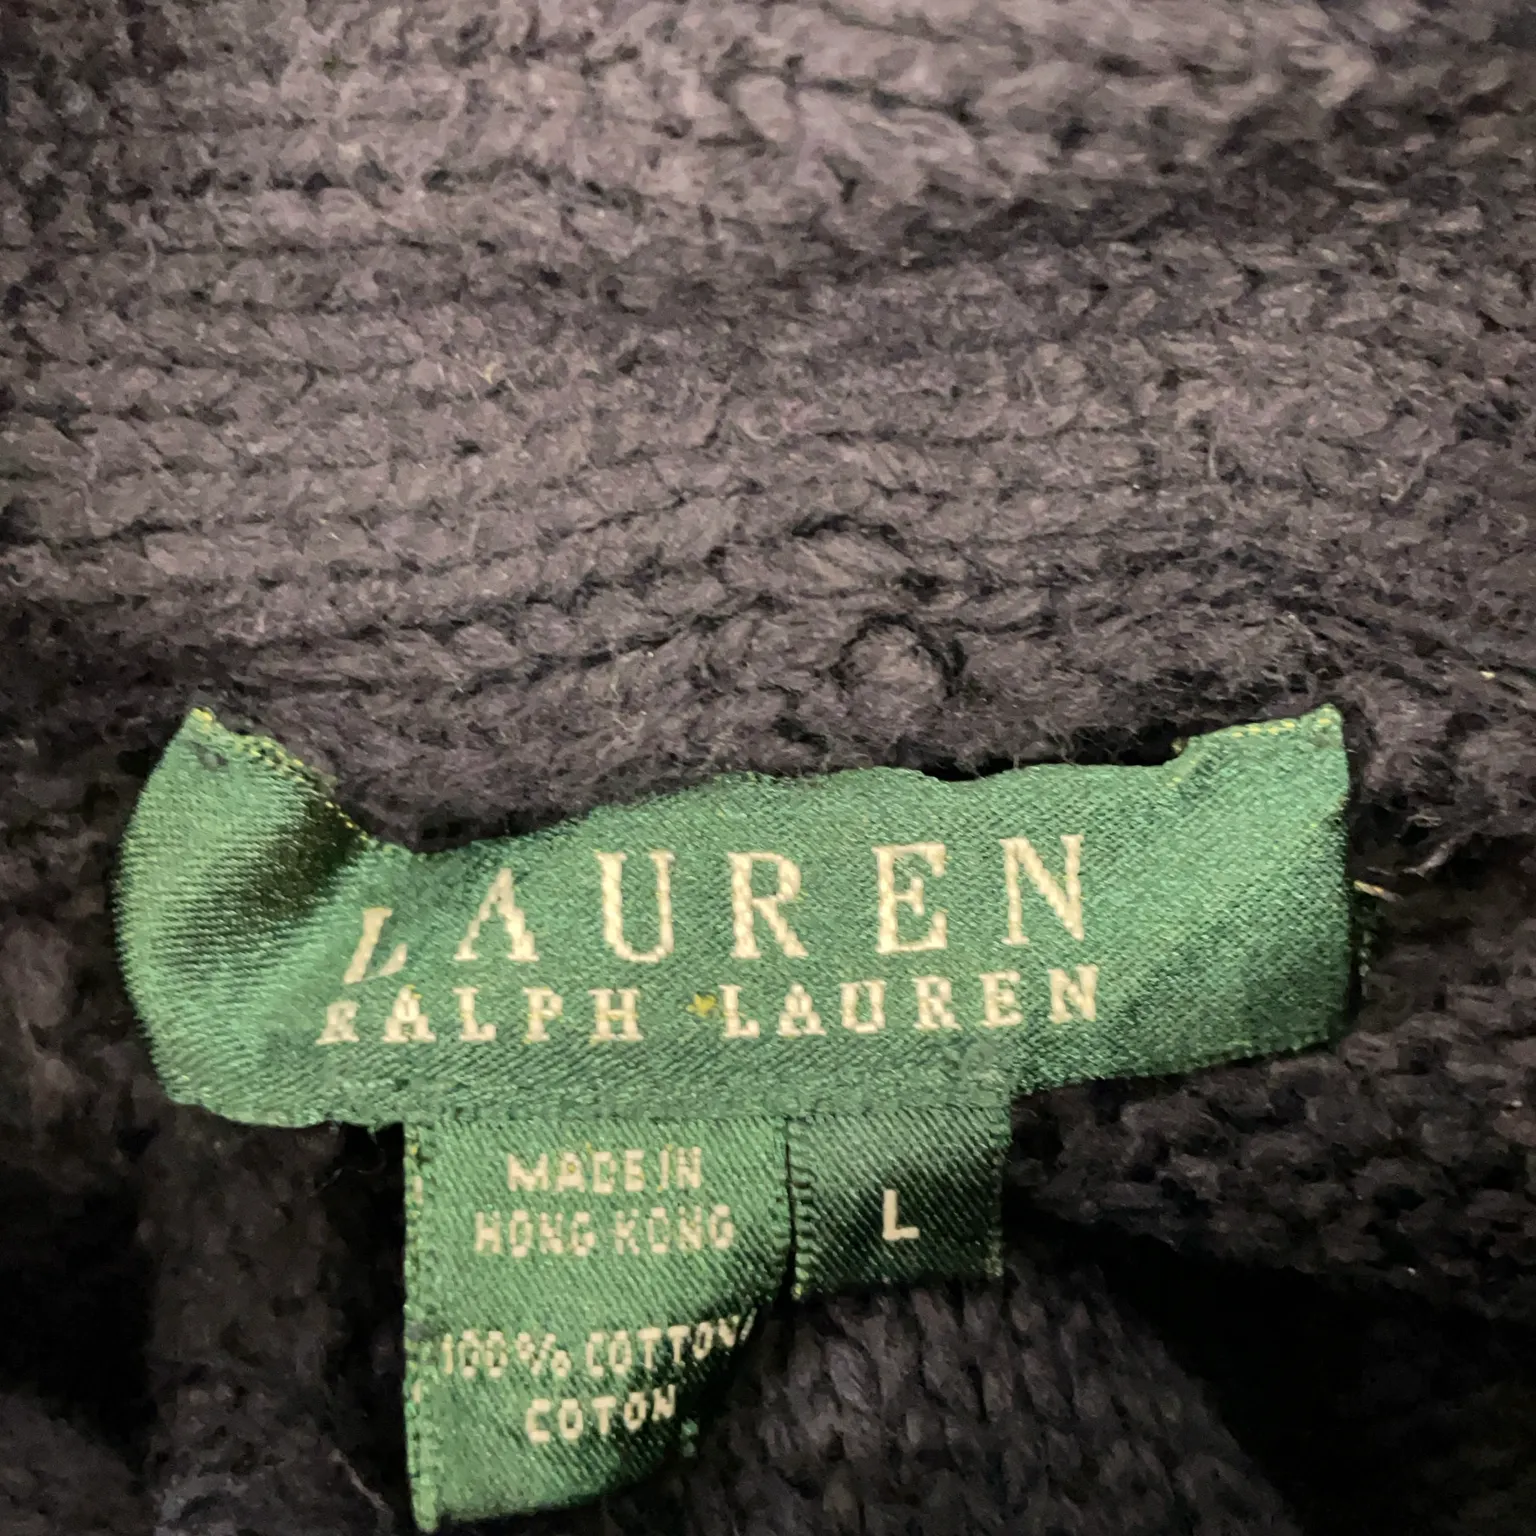 LAUREN
RALPH LAUREN
MADE IN
HONG KONG
L
100% COTTON/
COTON